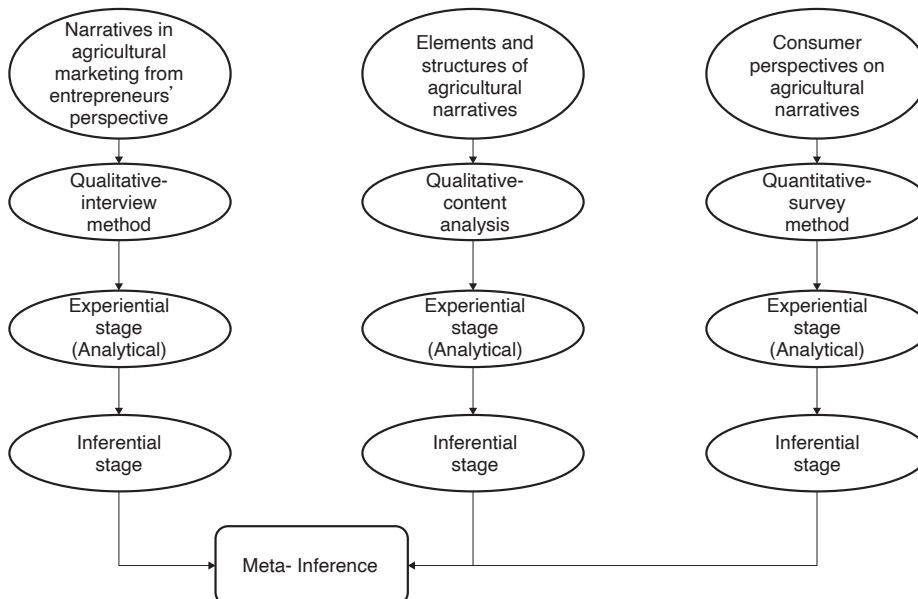 Narratives in
agricultural
marketing from
entrepreneurs'
perspective
Elements and
structures of
agricultural
narratives
Consumer
perspectives on
agricultural
narratives
Qualitative-
interview
method
Qualitative-
content
analysis
Quantitative-
survey
method
Experiential
stage
(Analytical)
Experiential
stage
(Analytical)
Experiential
stage
(Analytical)
Inferential
stage
Inferential
stage
Inferential
stage
Meta- Inference